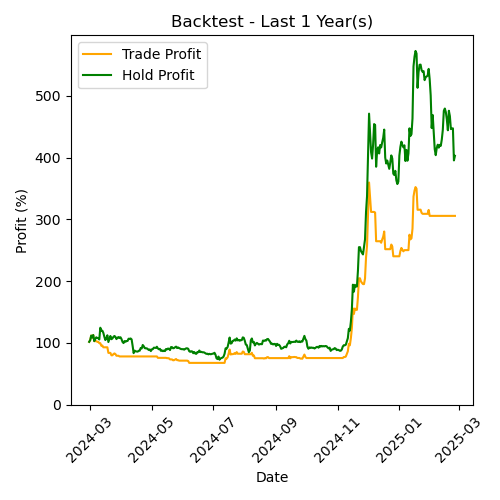 Backtest - Last 1 Year(s)
Trade Profit
Hold Profit
Profit (%)
500
400
300
200
100
0
2024-03
2024-05
2024-07
2024-09
2024-11
2025-01
2025-03
Date